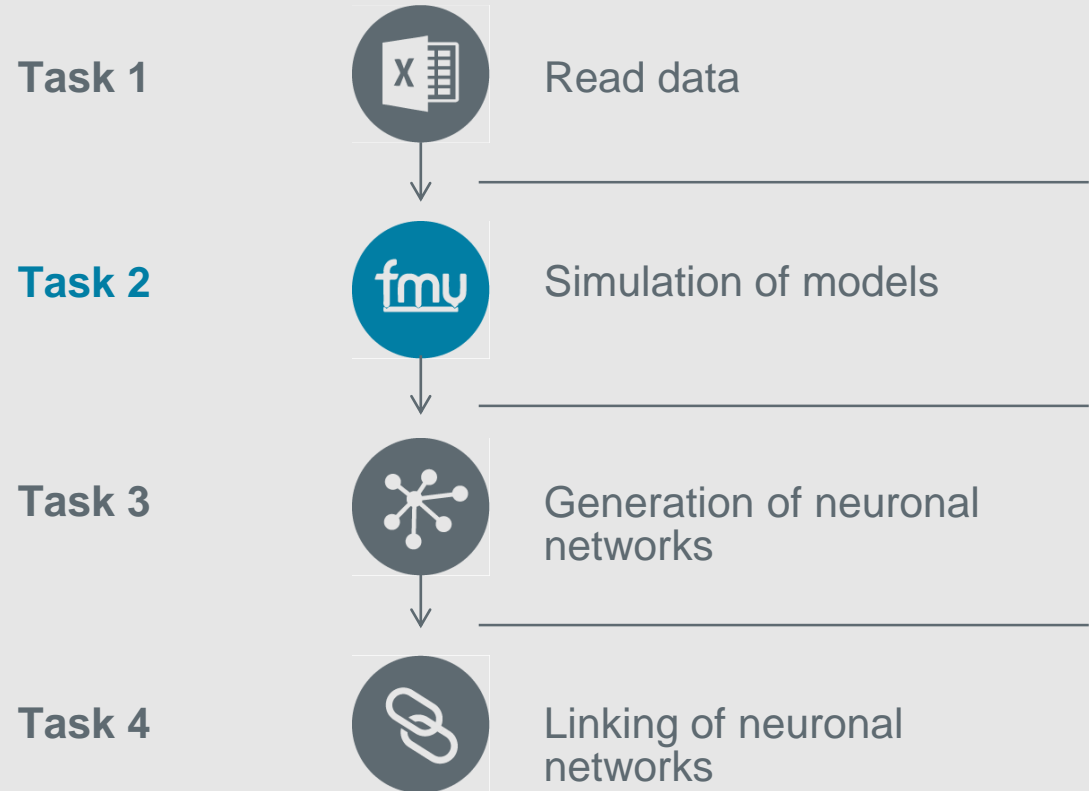 Task 1
X
Read data
Task 2
fmu
Simulation of models
Task 3
Generation of neuronal
networks
Task 4
Linking of neuronal
networks